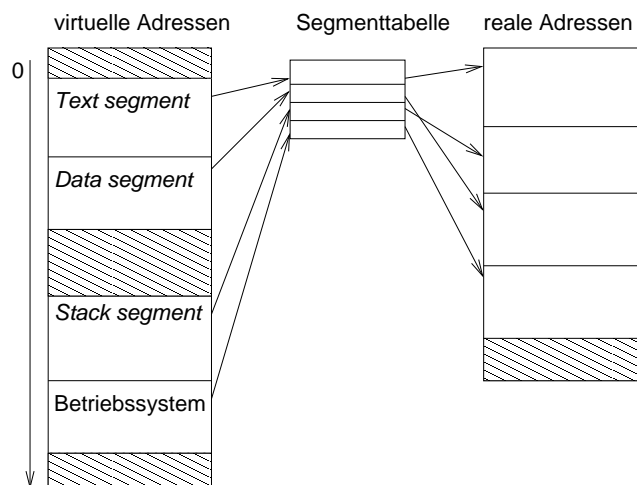 virtuelle Adressen
Segmenttabelle
reale Adressen
0
Text segment
Data segment
Stack segment
Betriebssystem